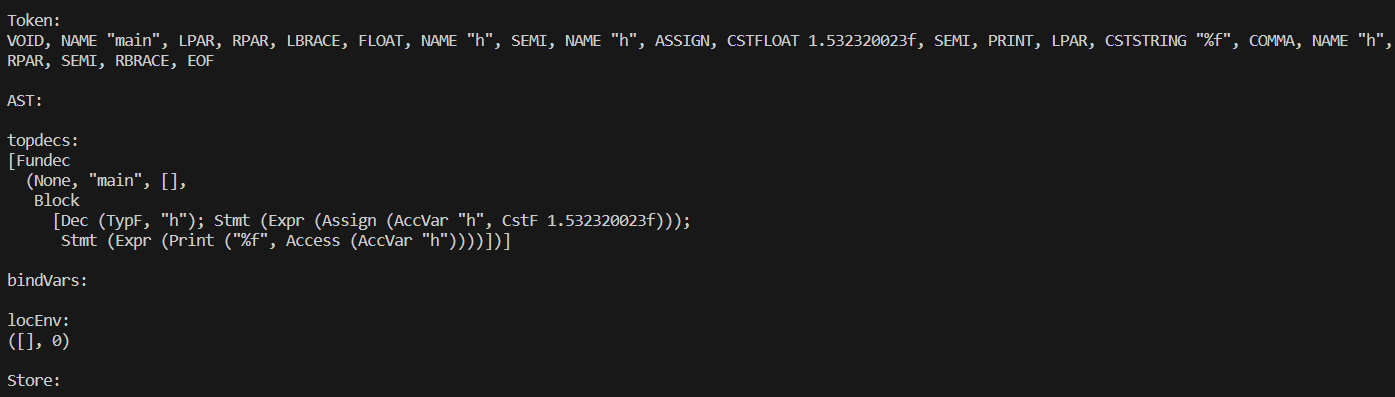 Token:
VOID, NAME "main", LPAR, RPAR, LBRACE, FLOAT, NAME "h", SEMI, NAME "h", ASSIGN, CSTFLOAT 1.532320023f, SEMI, PRINT, LPAR, CSTSTRING "%f", COMMA, NAME "h",
RPAR, SEMI, RBRACE, EOF
AST:
topdecs:
[Fundec
(None, "main", [],
Block
[Dec (TypF, "h"); Stmt (Expr (Assign (AccVar "h", CstF 1.532320023f)));
Stmt (Expr (Print ("%f", Access (AccVar "h"))))])]
bindVars:
locEnv:
([], 0)
Store: